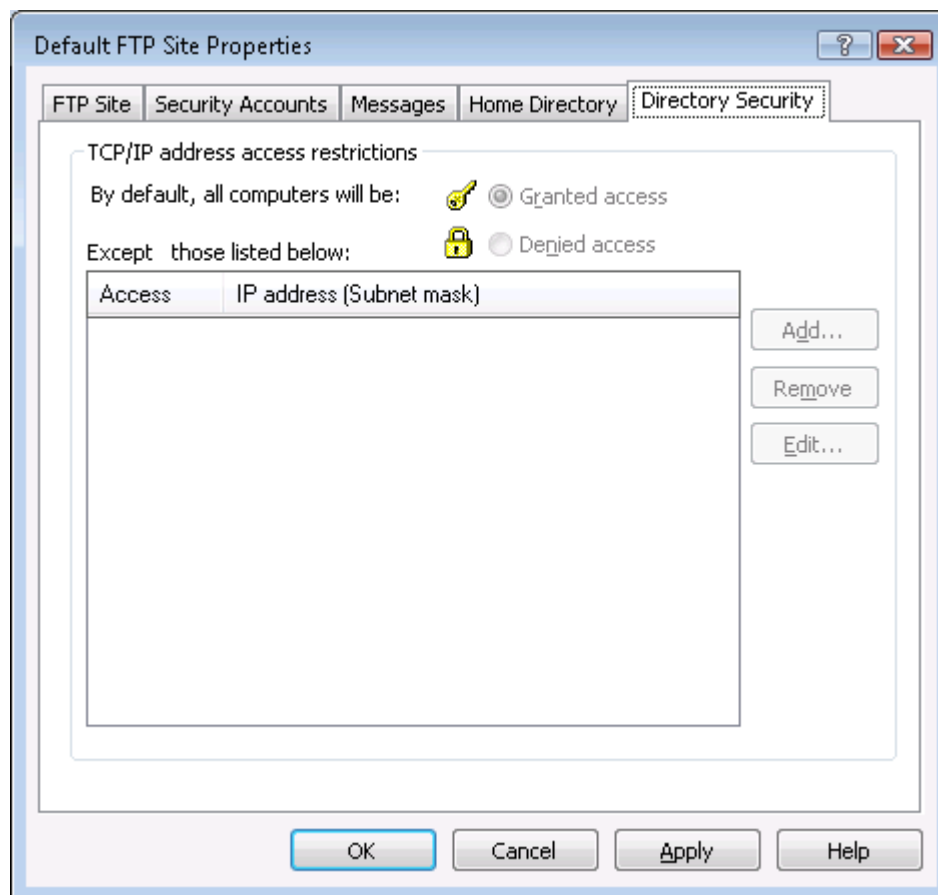 Default FTP Site Properties
FTP Site Security Accounts Messages Home Directory Directory Security
TCP/IP address access restrictions
By default, all computers will be: Granted access
Denied access
Except those listed below:
Access IP address (Subnet mask)
Add...
Remove
Edit...
OK Cancel Apply Help